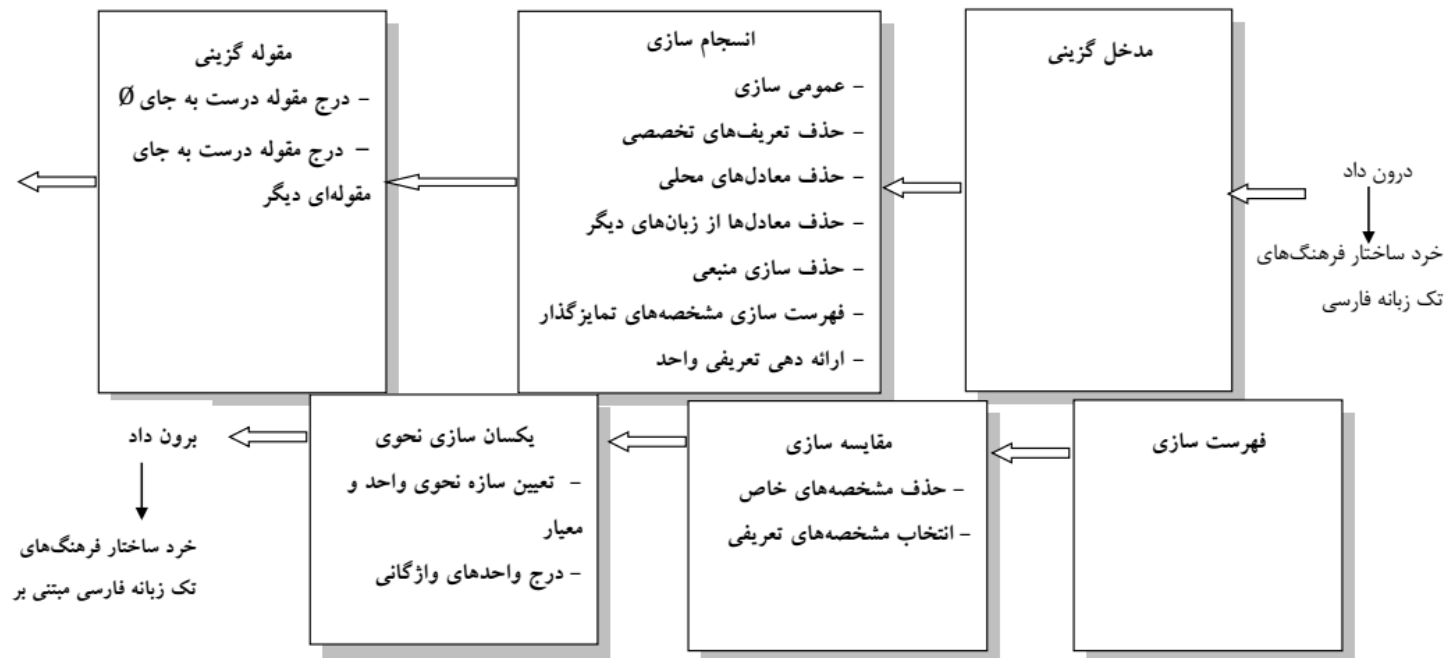 درون داد
خرد ساختار فرهنگ‌های
تک زبانه فارسی
مدخل گزینی
انسجام سازی
- عمومی سازی
- حذف تعریف‌های تخصصی
- حذف معادل‌های محلی
- حذف معادل‌ها از زبان‌های دیگر
- حذف سازی منبعی
- فهرست سازی مشخصه‌های تمایزگذار
- ارائه دهی تعریفی واحد
مقوله گزینی
- درج مقوله درست به جای Ø
- درج مقوله درست به جای
مقوله‌ای دیگر
فهرست سازی
مقایسه سازی
- حذف مشخصه‌های خاص
- انتخاب مشخصه‌های تعریفی
یکسان سازی نحوی
- تعیین سازه نحوی واحد و
معیار
- درج واحدهای واژگانی
برون داد
خرد ساختار فرهنگ‌های
تک زبانه فارسی مبتنی بر